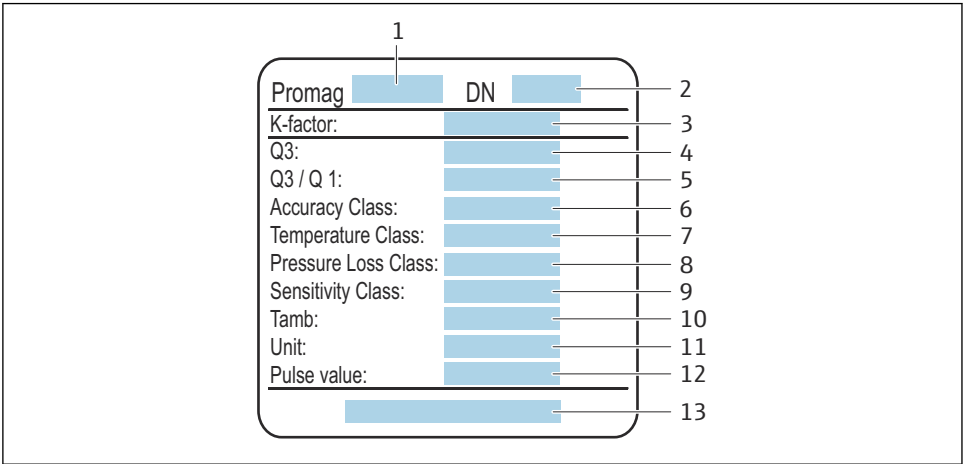 1
Promag DN 2
K-factor: 3
Q3: 4
Q3 / Q 1: 5
Accuracy Class: 6
Temperature Class: 7
Pressure Loss Class: 8
Sensitivity Class: 9
Tamb: 10
Unit: 11
Pulse value: 12
13